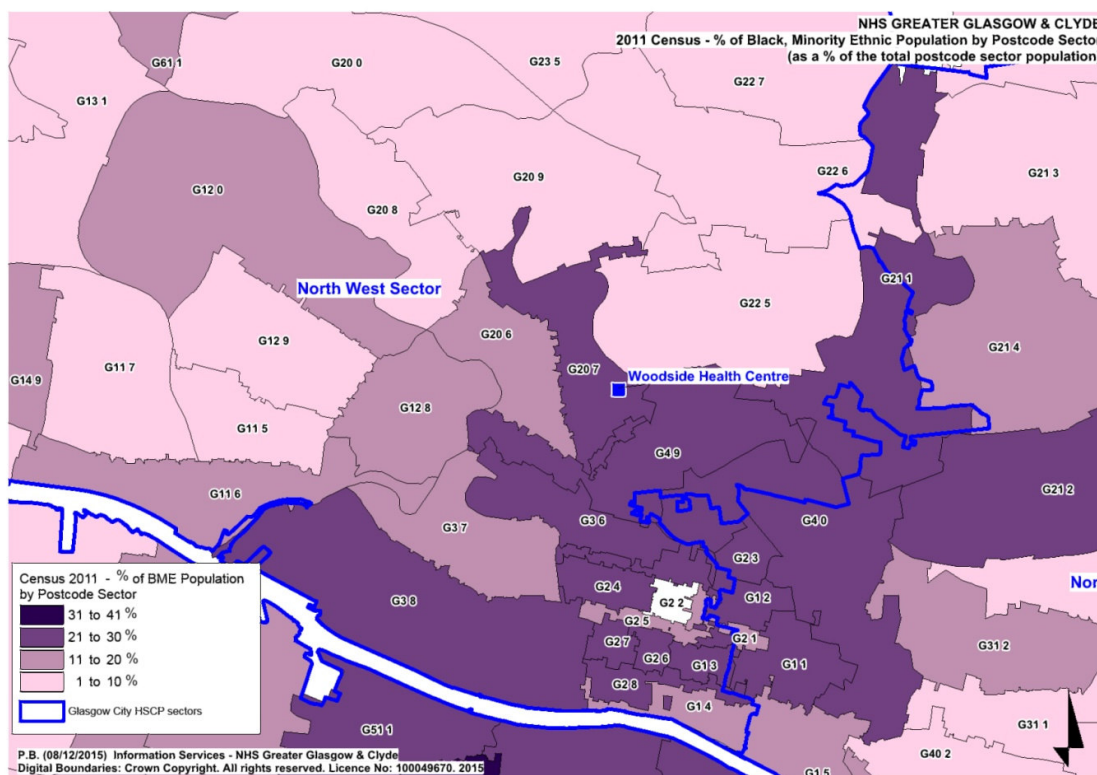 NHS GREATER GLASGOW & CLYDE
2011 Census - % of Black, Minority Ethnic Population by Postcode Sector
(as a % of the total postcode sector population)
G61 1
G20 0
G23 5
G22 7
G13 1
G12 0
G20 9
G22 6
G21 3
G20 8
North West Sector
G21 1
G22 5
G20 6
G12 9
G21 4
G14 9
G11 7
G20 7
Woodside Health Centre
G12 8
G11 5
G4 9
G11 6
G21 2
G3 7
G3 6
G4 0
G2 3
Nor
G3 8
G2 4
G2 2
G1 2
G2 5
G2 1
G2 7
G2 6
G1 3
G1 1
G31 2
G2 8
G1 4
G51 1
G31 1
G40 2
G1 5
Census 2011 - % of BME Population
by Postcode Sector
31 to 41 %
21 to 30 %
11 to 20 %
1 to 10 %
Glasgow City HSCP sectors
P.B. (08/12/2015) Information Services - NHS Greater Glasgow & Clyde
Digital Boundaries: Crown Copyright. All rights reserved. Licence No: 100049670. 2015